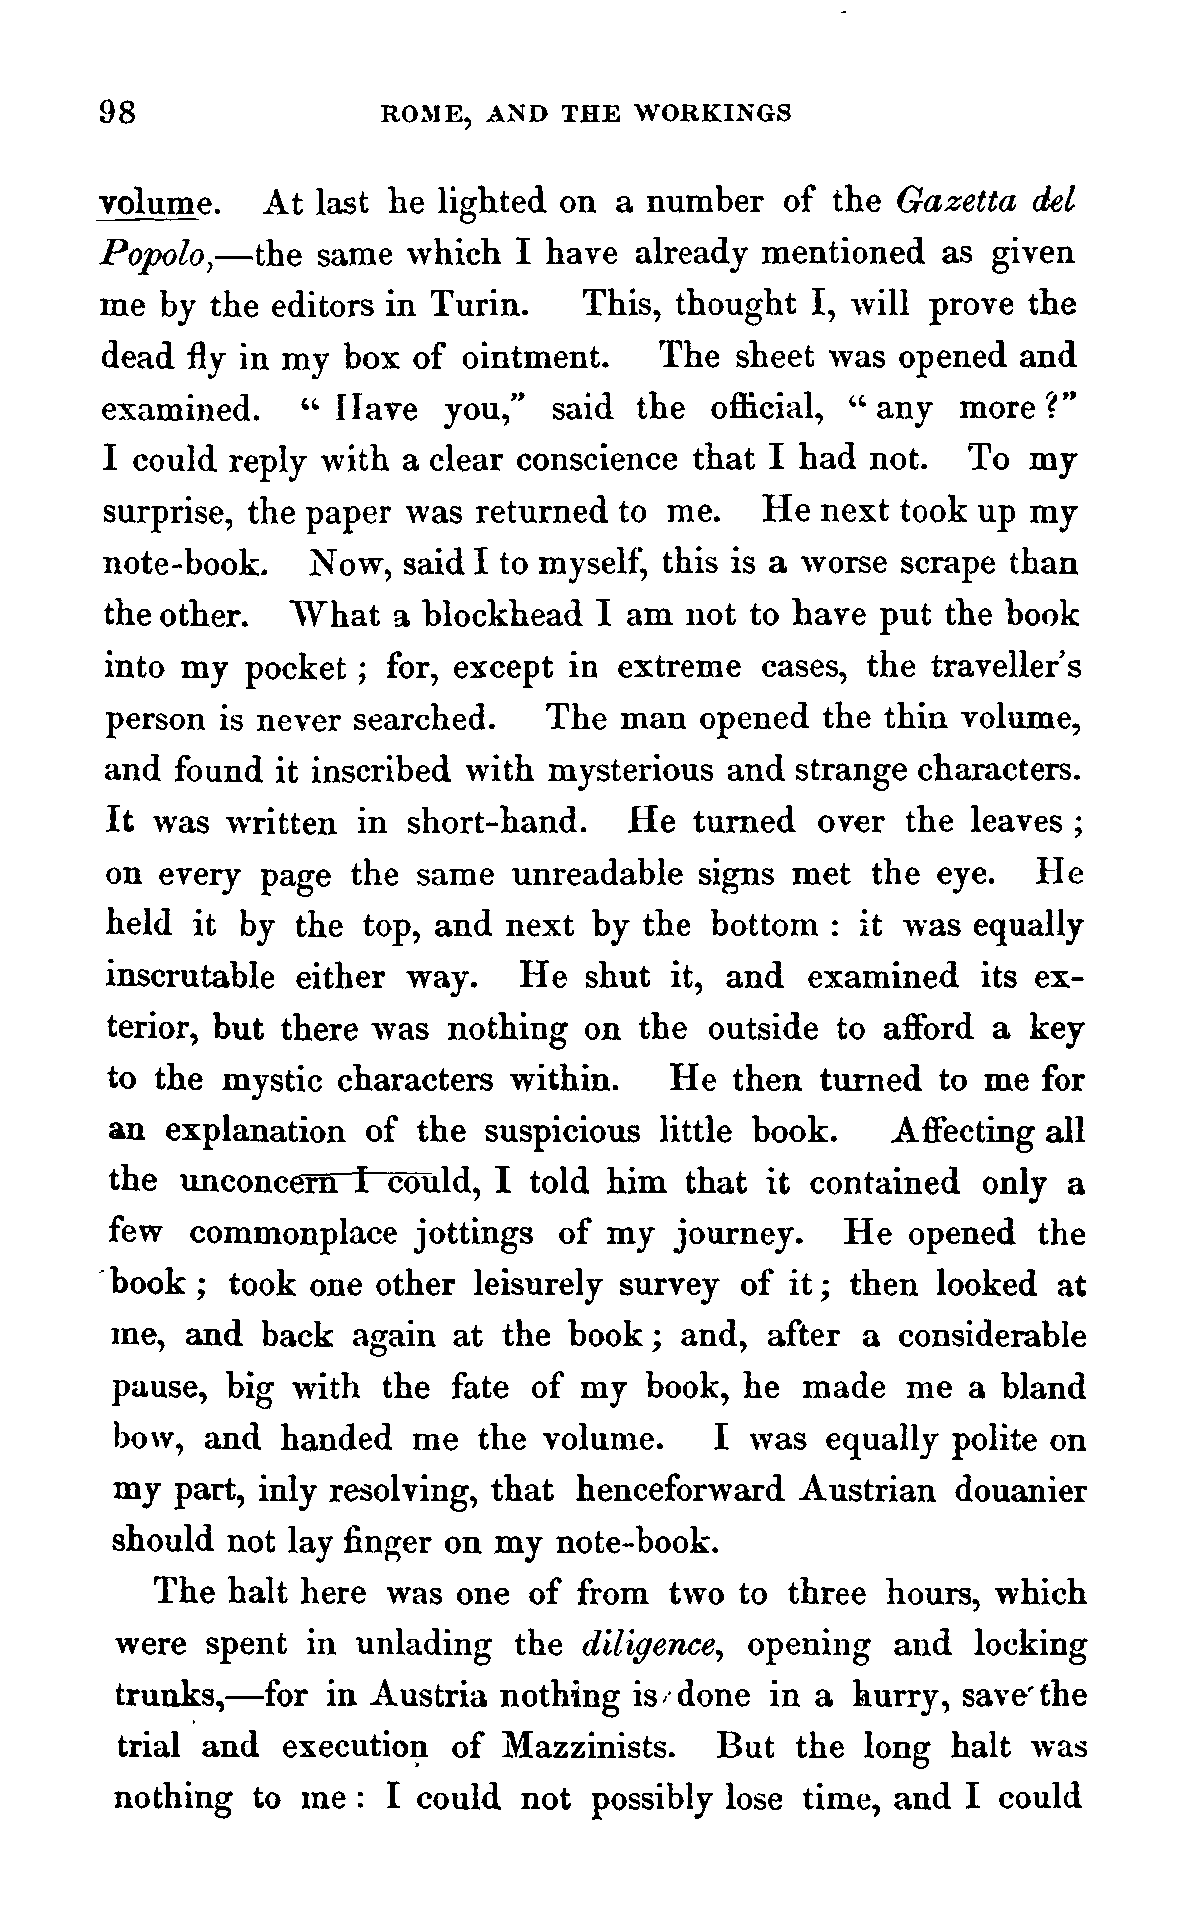 98 ROME, AND THE WORKINGS
volume. At last he lighted on a number of the Gazetta del
Popolo,—the same which I have already mentioned as given
me by the editors in Turin. This, thought I, will prove the
dead fly in my box of ointment. The sheet was opened and
examined. “ Have you,” said the official, “ any more ?”
I could reply with a clear conscience that I had not. To my
surprise, the paper was returned to me. He next took up my
note-book. Now, said I to myself, this is a worse scrape than
the other. What a blockhead I am not to have put the book
into my pocket ; for, except in extreme cases, the traveller’s
person is never searched. The man opened the thin volume,
and found it inscribed with mysterious and strange characters.
It was written in short-hand. He turned over the leaves ;
on every page the same unreadable signs met the eye. He
held it by the top, and next by the bottom : it was equally
inscrutable either way. He shut it, and examined its ex-
terior, but there was nothing on the outside to afford a key
to the mystic characters within. He then turned to me for
an explanation of the suspicious little book. Affecting all
the unconcern I could, I told him that it contained only a
few commonplace jottings of my journey. He opened the
book ; took one other leisurely survey of it ; then looked at
me, and back again at the book ; and, after a considerable
pause, big with the fate of my book, he made me a bland
bow, and handed me the volume. I was equally polite on
my part, inly resolving, that henceforward Austrian douanier
should not lay finger on my note-book.
The halt here was one of from two to three hours, which
were spent in unlading the diligence, opening and locking
trunks,—for in Austria nothing is done in a hurry, save the
trial and execution of Mazzinists. But the long halt was
nothing to me : I could not possibly lose time, and I could